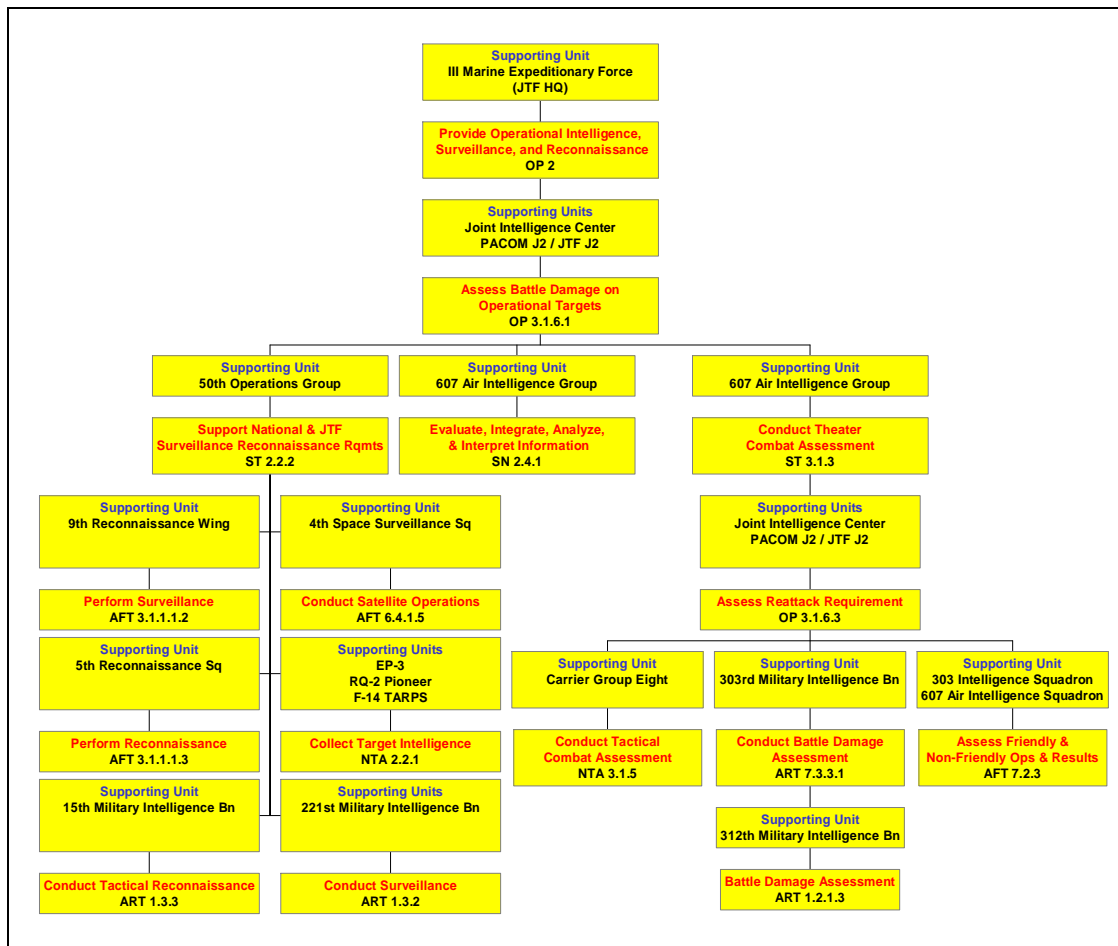 Supporting Unit
III Marine Expeditionary Force
(JTF HQ)
Provide Operational Intelligence,
Surveillance, and Reconnaissance
OP 2
Supporting Units
Joint Intelligence Center
PACOM J2 / JTF J2
Assess Battle Damage on
Operational Targets
OP 3.1.6.1
Supporting Unit
50th Operations Group
Supporting Unit
607 Air Intelligence Group
Supporting Unit
607 Air Intelligence Group
Support National & JTF
Surveillance Reconnaissance Rqmts
ST 2.2.2
Evaluate, Integrate, Analyze,
& Interpret Information
SN 2.4.1
Conduct Theater
Combat Assessment
ST 3.1.3
Supporting Unit
9th Reconnaissance Wing
Supporting Unit
4th Space Surveillance Sq
Supporting Units
Joint Intelligence Center
PACOM J2 / JTF J2
Perform Surveillance
AFT 3.1.1.1.2
Conduct Satellite Operations
AFT 6.4.1.5
Assess Reattack Requirement
OP 3.1.6.3
Supporting Unit
5th Reconnaissance Sq
Supporting Units
EP-3
RQ-2 Pioneer
F-14 TARPS
Supporting Unit
Carrier Group Eight
Supporting Unit
303rd Military Intelligence Bn
Supporting Unit
303 Intelligence Squadron
607 Air Intelligence Squadron
Perform Reconnaissance
AFT 3.1.1.1.3
Collect Target Intelligence
NTA 2.2.1
Conduct Tactical
Combat Assessment
NTA 3.1.5
Conduct Battle Damage
Assessment
ART 7.3.3.1
Assess Friendly &
Non-Friendly Ops & Results
AFT 7.2.3
Supporting Unit
15th Military Intelligence Bn
Supporting Units
221st Military Intelligence Bn
Supporting Unit
312th Military Intelligence Bn
Conduct Tactical Reconnaissance
ART 1.3.3
Conduct Surveillance
ART 1.3.2
Battle Damage Assessment
ART 1.2.1.3